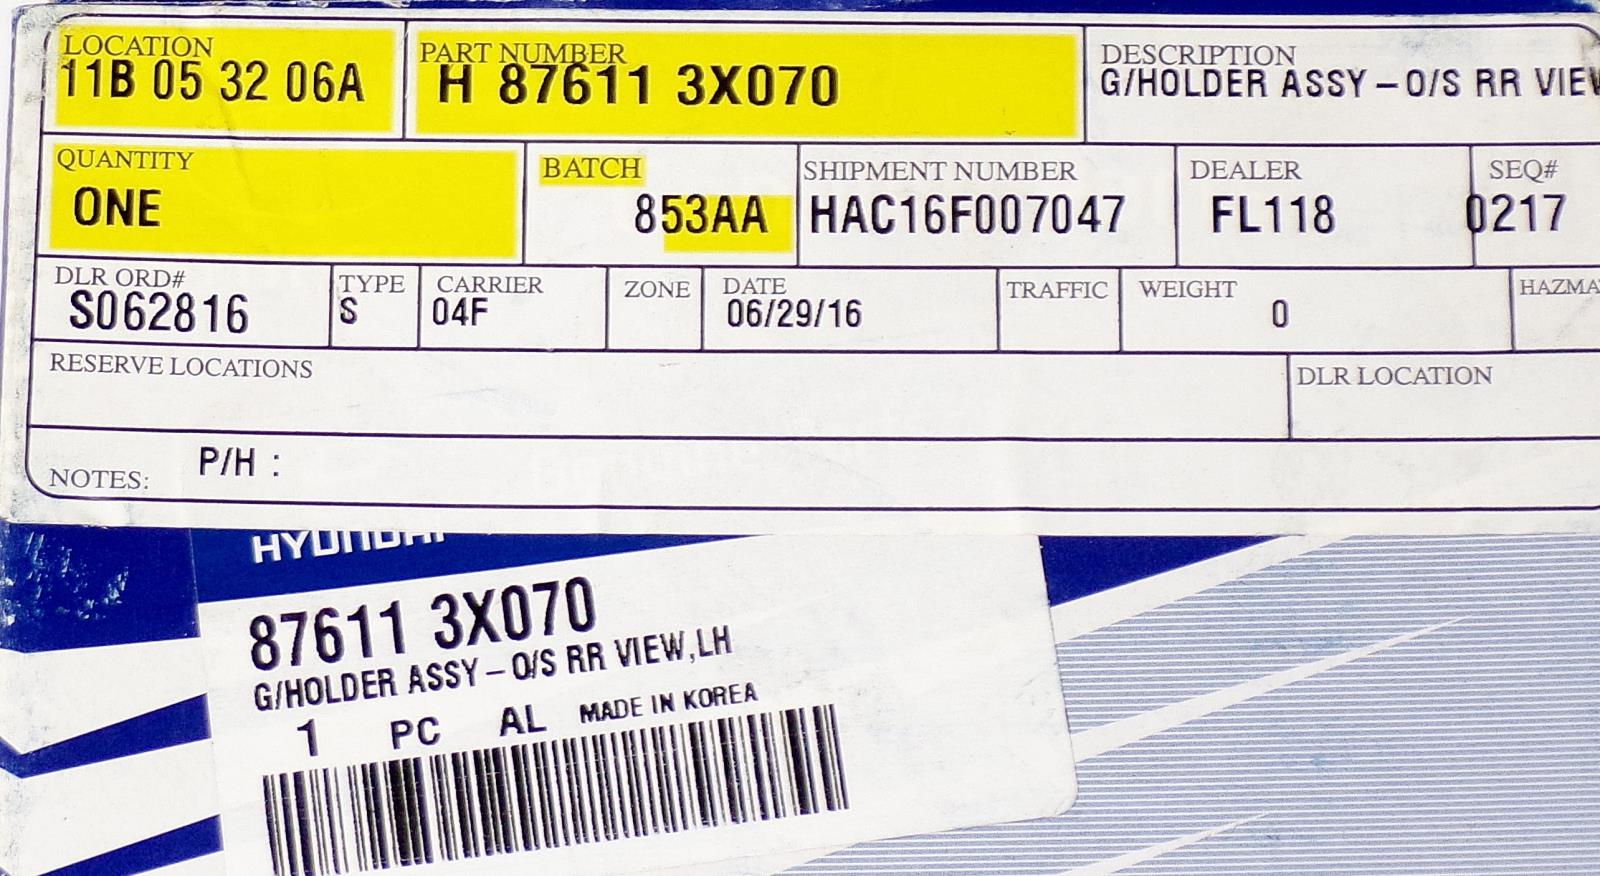 LOCATION
11B 05 32 06A
PART NUMBER
H 87611 3X070
DESCRIPTION
G/HOLDER ASSY – O/S RR VIEW
QUANTITY
ONE
BATCH
853AA
SHIPMENT NUMBER
HAC16F007047
DEALER
FL118
SEQ#
0217
DLR ORD#
S062816
TYPE
S
CARRIER
04F
ZONE
DATE
06/29/16
TRAFFIC
WEIGHT
0
HAZMA
RESERVE LOCATIONS
DLR LOCATION
NOTES: P/H :
HYUNDAI
87611 3X070
G/HOLDER ASSY – O/S RR VIEW,LH
1 PC AL MADE IN KOREA